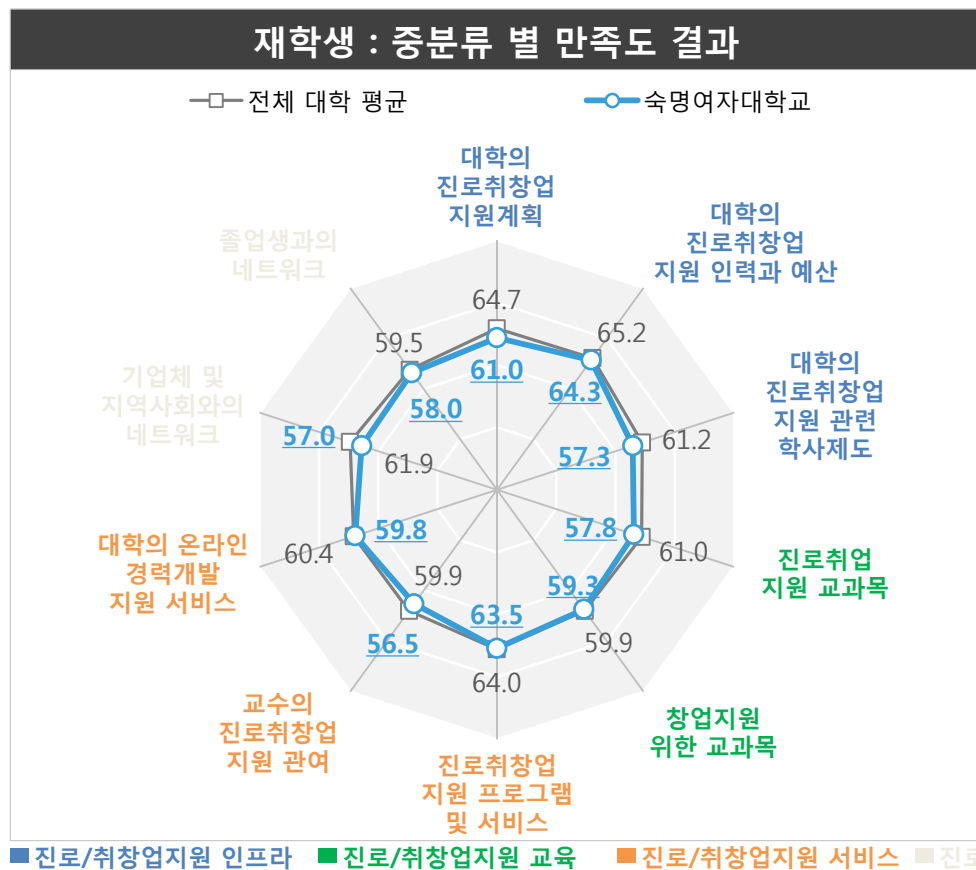 재학생 : 중분류 별 만족도 결과
전체 대학 평균
숙명여자대학교
대학의
진로취창업
지원계획
대학의
진로취창업
지원 인력과 예산
대학의
진로취창업
지원 관련
학사제도
진로취업
지원 교과목
창업지원
위한 교과목
진로취창업
지원 프로그램
및 서비스
교수의
진로취창업
지원 관여
대학의 온라인
경력개발
지원 서비스
기업체 및
지역사회와의
네트워크
졸업생과의
네트워크
64.7
61.0
65.2
64.3
61.2
57.3
61.0
57.8
59.9
59.3
64.0
63.5
59.9
56.5
60.4
59.8
61.9
57.0
59.5
58.0
진로/취창업지원 인프라
진로/취창업지원 교육
진로/취창업지원 서비스
진로